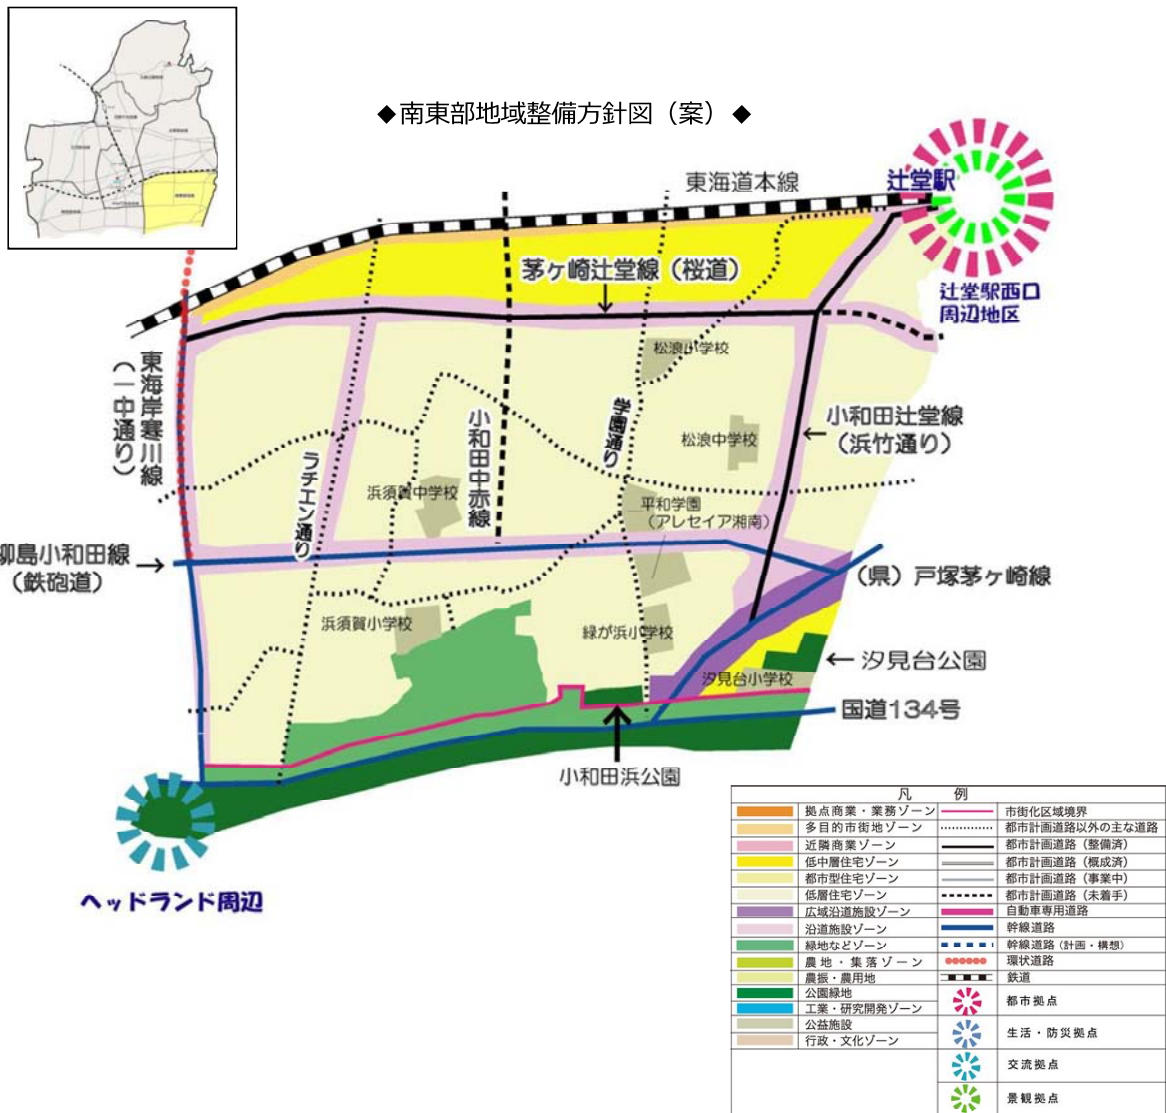 ◆南東部地域整備方針図（案）◆
東海道本線
辻堂駅
茅ヶ崎辻堂線（桜道）
辻堂駅西口
周辺地区
東海岸寒川線
（一中通り）
松浪小学校
小和田中赤線
学園通り
小和田辻堂線
（浜竹通り）
松浪中学校
ラチエン通り
浜須賀中学校
平和学園
（アレセイア湘南）
柳島小和田線
（鉄砲道）
（県）戸塚茅ヶ崎線
浜須賀小学校
緑が浜小学校
汐見台公園
汐見台小学校
国道134号
小和田浜公園
ヘッドランド周辺
凡　例
拠点商業・業務ゾーン
多目的市街地ゾーン
近隣商業ゾーン
低中層住宅ゾーン
都市型住宅ゾーン
低層住宅ゾーン
広域沿道施設ゾーン
沿道施設ゾーン
緑地などゾーン
農地・集落ゾーン
農振・農用地
公園緑地
工業・研究開発ゾーン
公益施設
行政・文化ゾーン
市街化区域境界
都市計画道路以外の主な道路
都市計画道路（整備済）
都市計画道路（概成済）
都市計画道路（事業中）
都市計画道路（未着手）
自動車専用道路
幹線道路
幹線道路（計画・構想）
環状道路
鉄道
都市拠点
生活・防災拠点
交流拠点
景観拠点